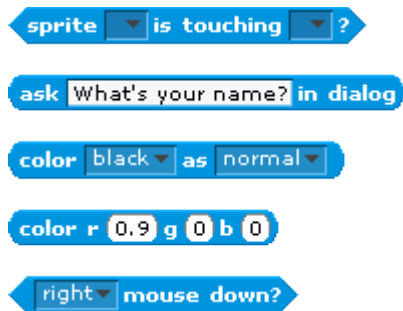 sprite is touching ?
ask What's your name? in dialog
color black as normal
color r 0.9 g 0 b 0
right mouse down?